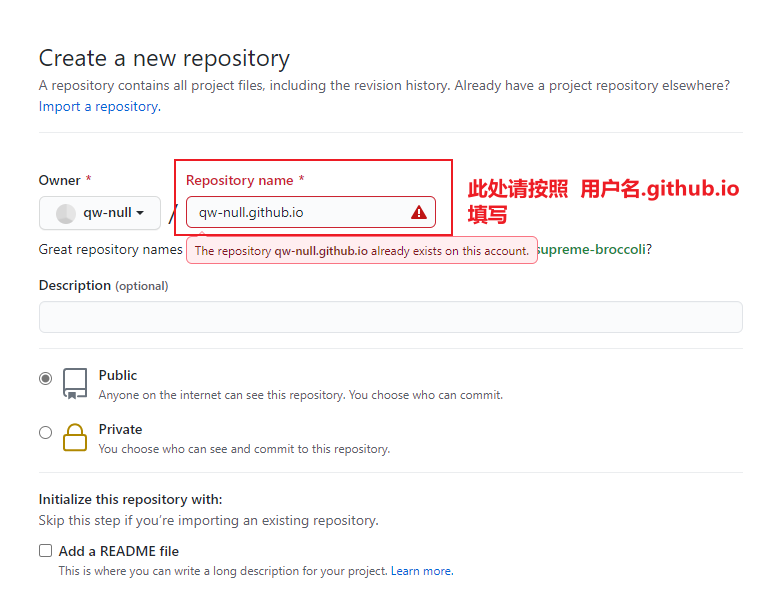 Create a new repository
A repository contains all project files, including the revision history. Already have a project repository elsewhere?
Import a repository.
Owner *
Repository name *
qw-null
/
qw-null.github.io
此处请按照 用户名.github.io
填写
Great repository names
The repository qw-null.github.io already exists on this account.
supreme-broccoli?
Description (optional)
Public
Anyone on the internet can see this repository. You choose who can commit.
Private
You choose who can see and commit to this repository.
Initialize this repository with:
Skip this step if you're importing an existing repository.
Add a README file
This is where you can write a long description for your project. Learn more.